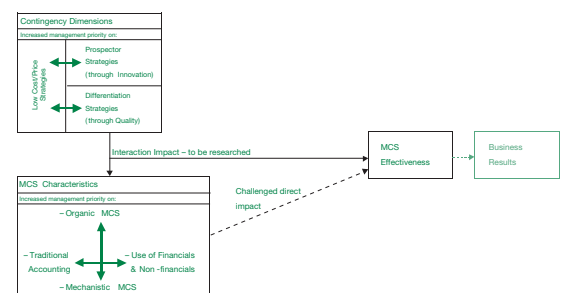 Contingency Dimensions
Increased management priority on:
Low Cost/Price
Strategies
Prospector
Strategies
(through Innovation)
Differentiation
Strategies
(through Quality)
Interaction Impact – to be researched
MCS
Effectiveness
Business
Results
Challenged direct
impact
MCS Characteristics
Increased management priority on:
– Organic MCS
– Traditional
Accounting
– Use of Financials
& Non -financials
– Mechanistic MCS